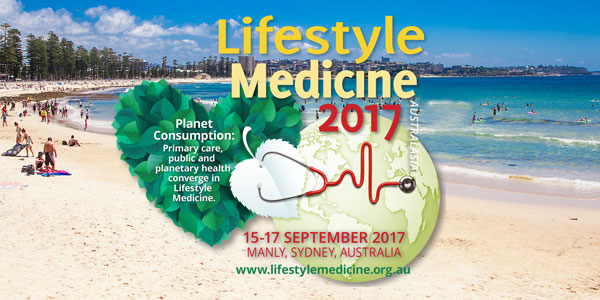 Lifestyle
Medicine
2017
AUSTRALASIA
Planet
Consumption:
Primary care,
public and
planetary health
converge in
Lifestyle
Medicine.
15-17 SEPTEMBER 2017
MANLY, SYDNEY, AUSTRALIA
www.lifestylemedicine.org.au